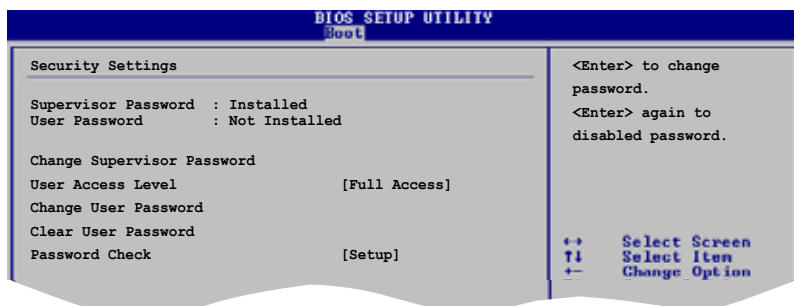 BIOS SETUP UTILITY
Boot
Security Settings
Supervisor Password : Installed
User Password : Not Installed
Change Supervisor Password
User Access Level [Full Access]
Change User Password
Clear User Password
Password Check [Setup]
<Enter> to change
password.
<Enter> again to
disabled password.
↔ Select Screen
↑↓ Select Item
+- Change Option